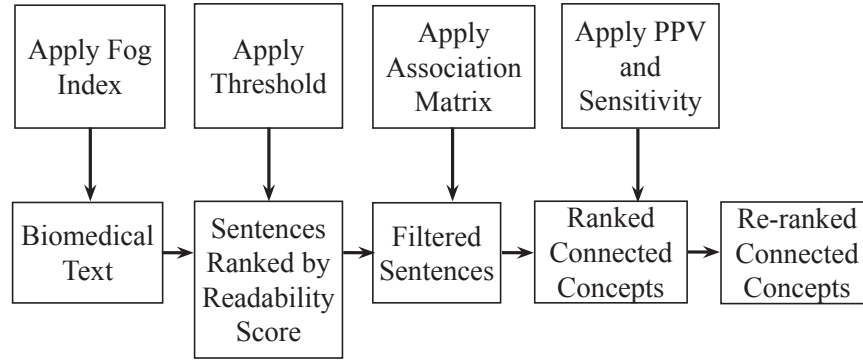 Apply Fog
Index
Apply
Threshold
Apply
Association
Matrix
Apply PPV
and
Sensitivity
Biomedical
Text
Sentences
Ranked by
Readability
Score
Filtered
Sentences
Ranked
Connected
Concepts
Re-ranked
Connected
Concepts